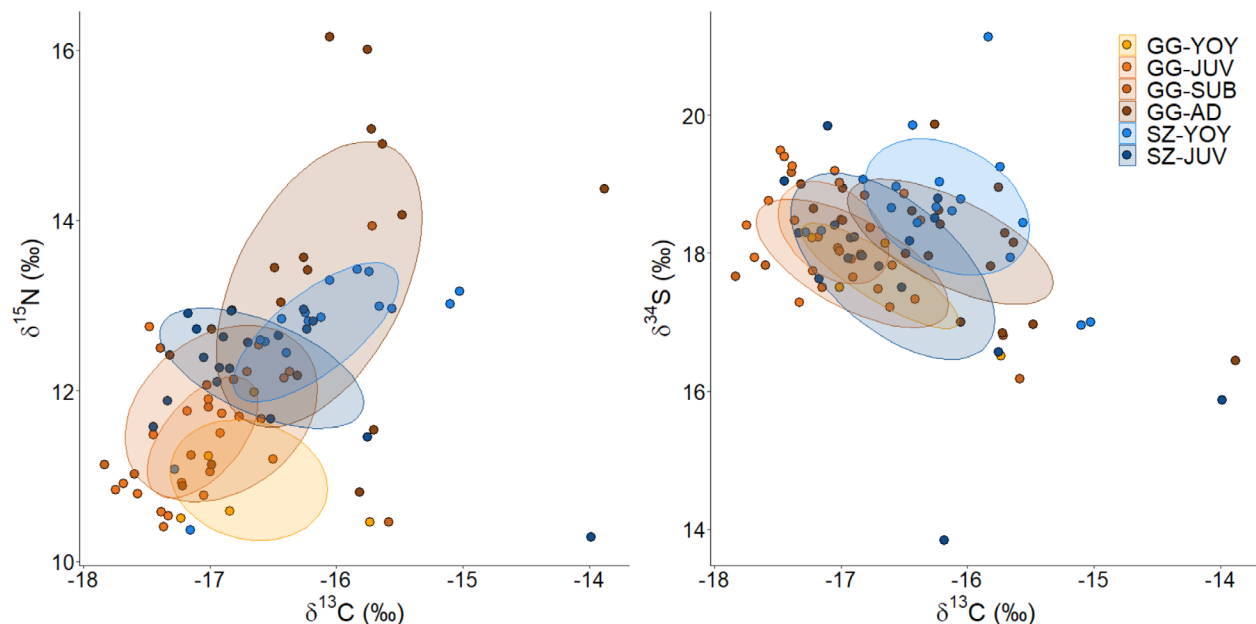 16
14
12
10
δ¹⁵N (‰)
-18
-17
-16
-15
-14
δ¹³C (‰)
20
18
16
14
δ³⁴S (‰)
-18
-17
-16
-15
-14
δ¹³C (‰)
GG-YOY
GG-JUV
GG-SUB
GG-AD
SZ-YOY
SZ-JUV